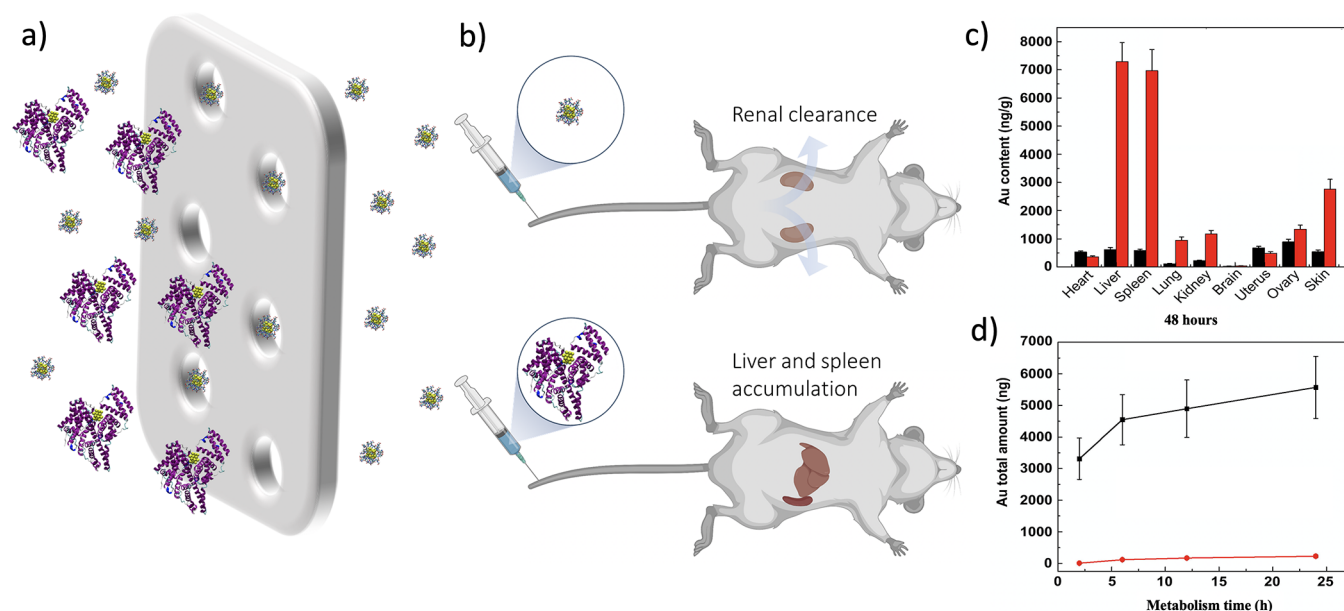 a)
b)
Renal clearance
Liver and spleen
accumulation
c)
Au content (ng/g)
8000
7000
6000
5000
4000
3000
2000
1000
0
Heart
Liver
Spleen
Lung
Kidney
Brain
Uterus
Ovary
Skin
48 hours
d)
Au total amount (ng)
7000
6000
5000
4000
3000
2000
1000
0
0
5
10
15
20
25
Metabolism time (h)